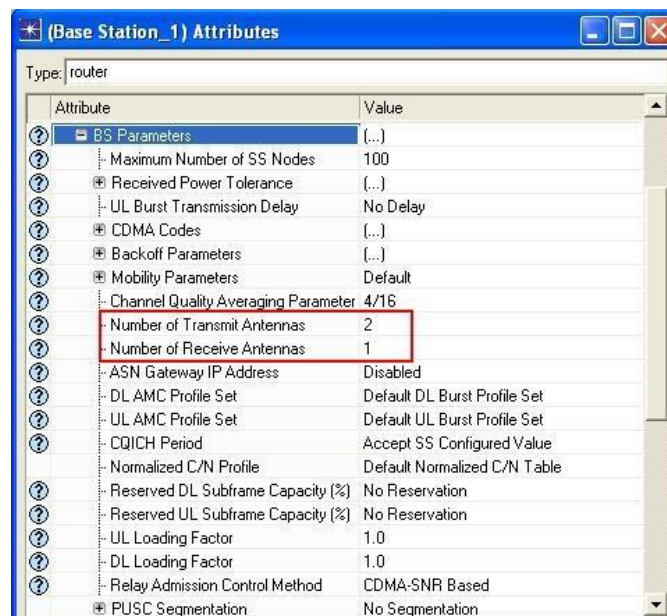 (Base Station_1) Attributes
Type: router
Attribute Value
BS Parameters (...)
Maximum Number of SS Nodes 100
Received Power Tolerance (...)
UL Burst Transmission Delay No Delay
CDMA Codes (...)
Backoff Parameters (...)
Mobility Parameters Default
Channel Quality Averaging Parameter 4/16
Number of Transmit Antennas 2
Number of Receive Antennas 1
ASN Gateway IP Address Disabled
DL AMC Profile Set Default DL Burst Profile Set
UL AMC Profile Set Default UL Burst Profile Set
CQICH Period Accept SS Configured Value
Normalized C/N Profile Default Normalized C/N Table
Reserved DL Subframe Capacity (%) No Reservation
Reserved UL Subframe Capacity (%) No Reservation
UL Loading Factor 1.0
DL Loading Factor 1.0
Relay Admission Control Method CDMA-SNR Based
PUSC Segmentation No Segmentation